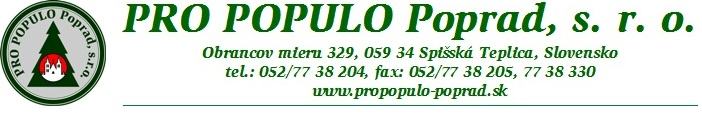 PRO POPULO Poprad, s.r.o.
PRO POPULO Poprad, s. r. o.
Obrancov mieru 329, 059 34 Spišská Teplica, Slovensko
tel.: 052/77 38 204, fax: 052/77 38 205, 77 38 330
www.propopulo-poprad.sk